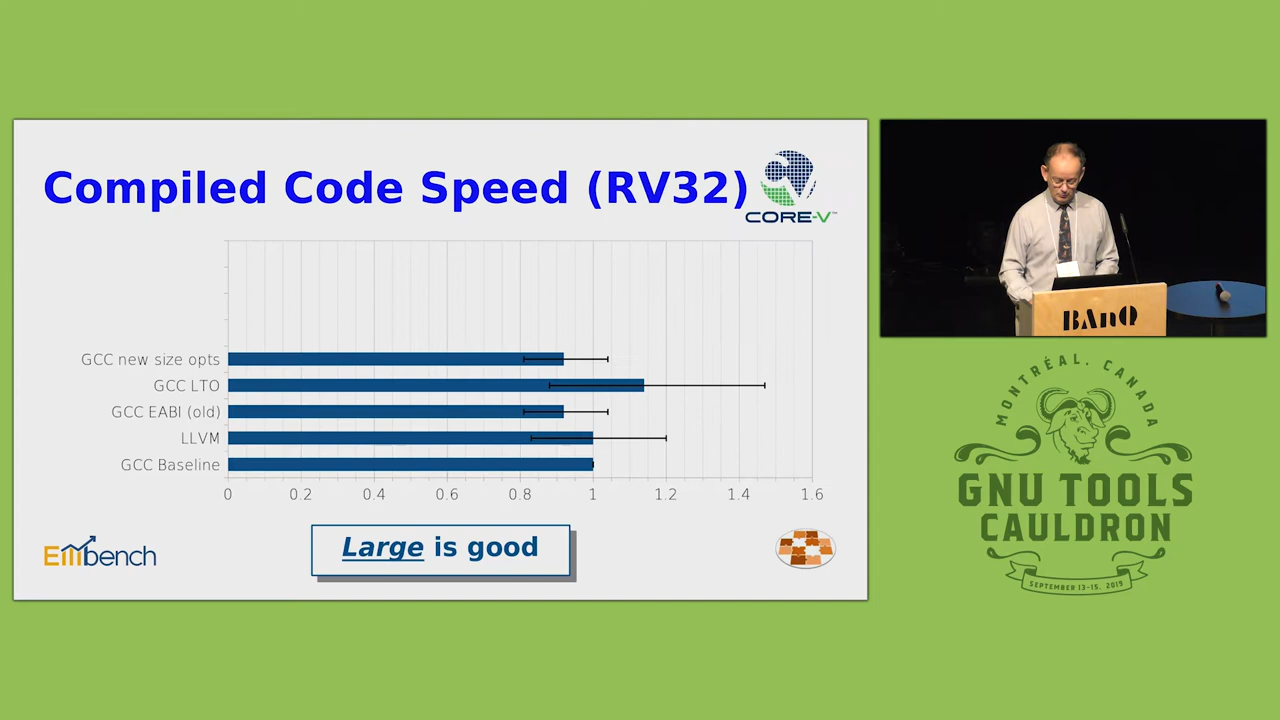 Compiled Code Speed (RV32)
CORE-V™
GCC new size opts
GCC LTO
GCC EABI (old)
LLVM
GCC Baseline
0 0.2 0.4 0.6 0.8 1 1.2 1.4 1.6
Large is good
Embench
BAnQ
MONTRÉAL, CANADA
GNU TOOLS
CAULDRON
SEPTEMBER 13-15, 2019